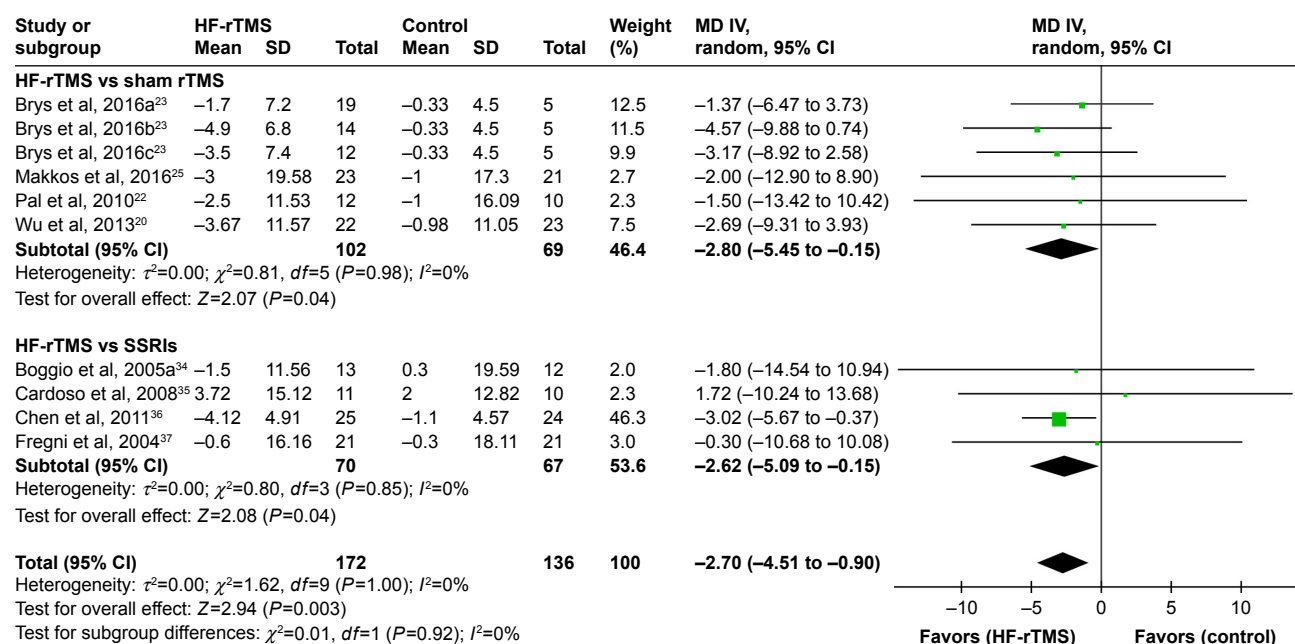 Study or HF-rTMS Control Weight MD IV, MD IV,
subgroup Mean SD Total Mean SD Total (%) random, 95% CI random, 95% CI
HF-rTMS vs sham rTMS
Brys et al, 2016a²³ –1.7 7.2 19 –0.33 4.5 5 12.5 –1.37 (–6.47 to 3.73)
Brys et al, 2016b²³ –4.9 6.8 14 –0.33 4.5 5 11.5 –4.57 (–9.88 to 0.74)
Brys et al, 2016c²³ –3.5 7.4 12 –0.33 4.5 5 9.9 –3.17 (–8.92 to 2.58)
Makkos et al, 2016²⁵ –3 19.58 23 –1 17.3 21 2.7 –2.00 (–12.90 to 8.90)
Pal et al, 2010²² –2.5 11.53 12 –1 16.09 10 2.3 –1.50 (–13.42 to 10.42)
Wu et al, 2013²⁰ –3.67 11.57 22 –0.98 11.05 23 7.5 –2.69 (–9.31 to 3.93)
Subtotal (95% CI) 102 69 46.4 –2.80 (–5.45 to –0.15)
Heterogeneity: τ²=0.00; χ²=0.81, df=5 (P=0.98); I²=0%
Test for overall effect: Z=2.07 (P=0.04)
HF-rTMS vs SSRIs
Boggio et al, 2005a³⁴ –1.5 11.56 13 0.3 19.59 12 2.0 –1.80 (–14.54 to 10.94)
Cardoso et al, 2008³⁵ 3.72 15.12 11 2 12.82 10 2.3 1.72 (–10.24 to 13.68)
Chen et al, 2011³⁶ –4.12 4.91 25 –1.1 4.57 24 46.3 –3.02 (–5.67 to –0.37)
Fregni et al, 2004³⁷ –0.6 16.16 21 –0.3 18.11 21 3.0 –0.30 (–10.68 to 10.08)
Subtotal (95% CI) 70 67 53.6 –2.62 (–5.09 to –0.15)
Heterogeneity: τ²=0.00; χ²=0.80, df=3 (P=0.85); I²=0%
Test for overall effect: Z=2.08 (P=0.04)
Total (95% CI) 172 136 100 –2.70 (–4.51 to –0.90)
Heterogeneity: τ²=0.00; χ²=1.62, df=9 (P=1.00); I²=0%
Test for overall effect: Z=2.94 (P=0.003)
Test for subgroup differences: χ²=0.01, df=1 (P=0.92); I²=0%
–10 –5 0 5 10
Favors (HF-rTMS) Favors (control)